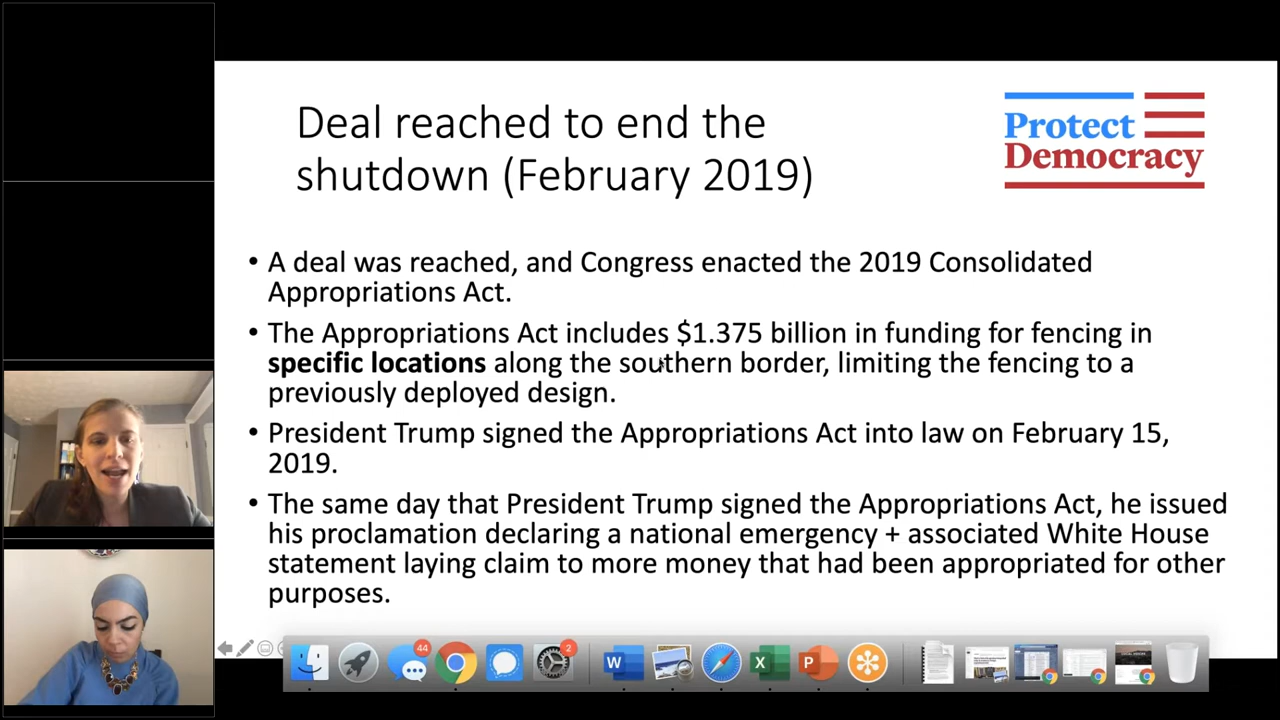 Deal reached to end the
shutdown (February 2019)
Protect
Democracy
• A deal was reached, and Congress enacted the 2019 Consolidated
Appropriations Act.
• The Appropriations Act includes $1.375 billion in funding for fencing in
specific locations along the southern border, limiting the fencing to a
previously deployed design.
• President Trump signed the Appropriations Act into law on February 15,
2019.
• The same day that President Trump signed the Appropriations Act, he issued
his proclamation declaring a national emergency + associated White House
statement laying claim to more money that had been appropriated for other
purposes.
44
2
W
X
P